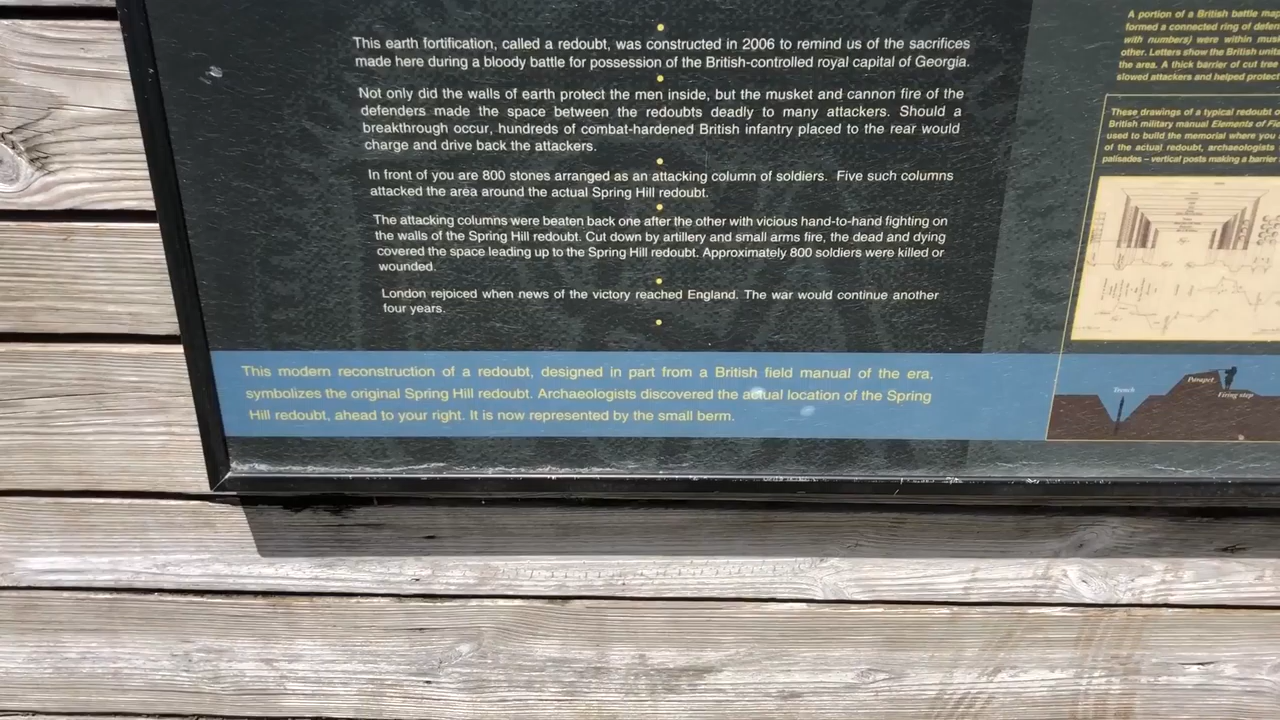 This earth fortification, called a redoubt, was constructed in 2006 to remind us of the sacrifices
made here during a bloody battle for possession of the British-controlled royal capital of Georgia.
Not only did the walls of earth protect the men inside, but the musket and cannon fire of the
defenders made the space between the redoubts deadly to many attackers. Should a
breakthrough occur, hundreds of combat-hardened British infantry placed to the rear would
charge and drive back the attackers.
In front of you are 800 stones arranged as an attacking column of soldiers. Five such columns
attacked the area around the actual Spring Hill redoubt.
The attacking columns were beaten back one after the other with vicious hand-to-hand fighting on
the walls of the Spring Hill redoubt. Cut down by artillery and small arms fire, the dead and dying
covered the space leading up to the Spring Hill redoubt. Approximately 800 soldiers were killed or
wounded.
London rejoiced when news of the victory reached England. The war would continue another
four years.
This modern reconstruction of a redoubt, designed in part from a British field manual of the era,
symbolizes the original Spring Hill redoubt. Archaeologists discovered the actual location of the Spring
Hill redoubt, ahead to your right. It is now represented by the small berm.
A portion of a British battle map
formed a connected ring of
with numbers) were within
other. Letters show the British
the area. A thick barrier of cut
slowed attackers and helped
These drawings of a typical redoubt
British military manual Elements of
used to build the memorial where you
of the actual redoubt, archaeologists
palisades – vertical posts making a barrier
Trench
Parapet
Firing step